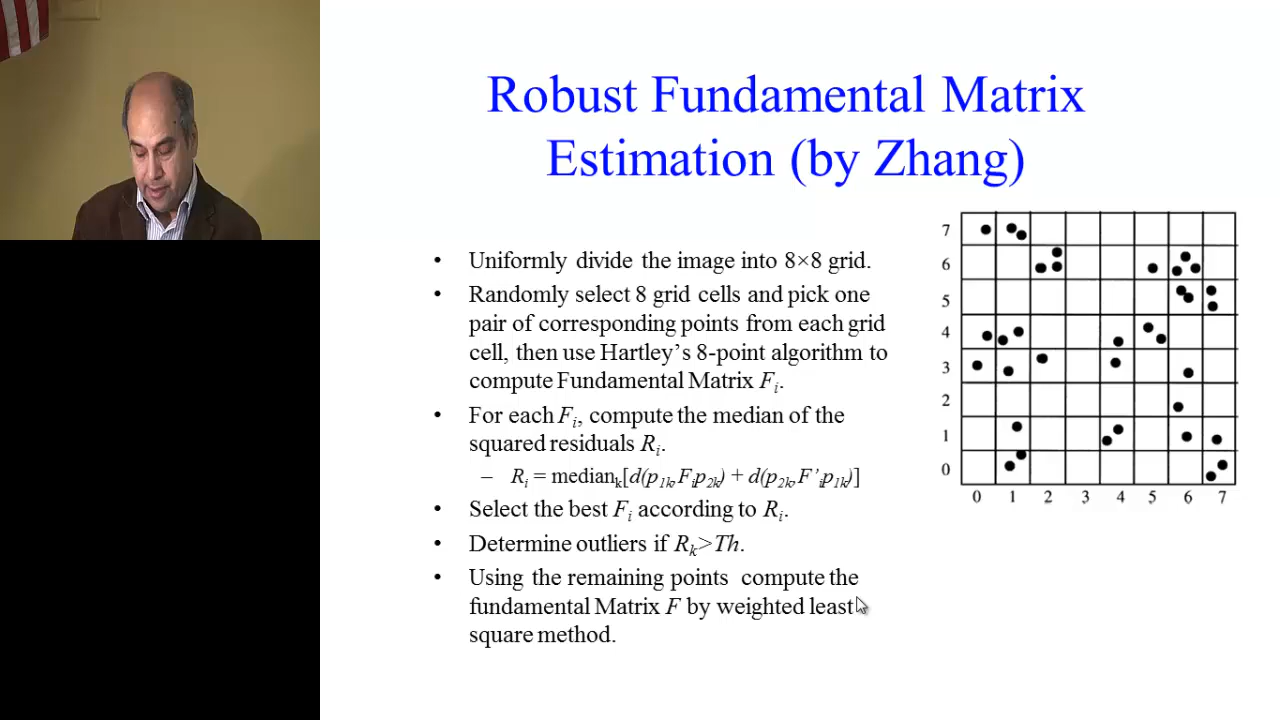 Robust Fundamental Matrix
Estimation (by Zhang)
• Uniformly divide the image into 8×8 grid.
• Randomly select 8 grid cells and pick one
pair of corresponding points from each grid
cell, then use Hartley’s 8-point algorithm to
compute Fundamental Matrix Fi.
• For each Fi, compute the median of the
squared residuals Ri.
– Ri = mediank[d(p1k,Fip2k) + d(p2k,F’ip1k)]
• Select the best Fi according to Ri.
• Determine outliers if Rk>Th.
• Using the remaining points compute the
fundamental Matrix F by weighted least
square method.
7
6
5
4
3
2
1
0
0 1 2 3 4 5 6 7